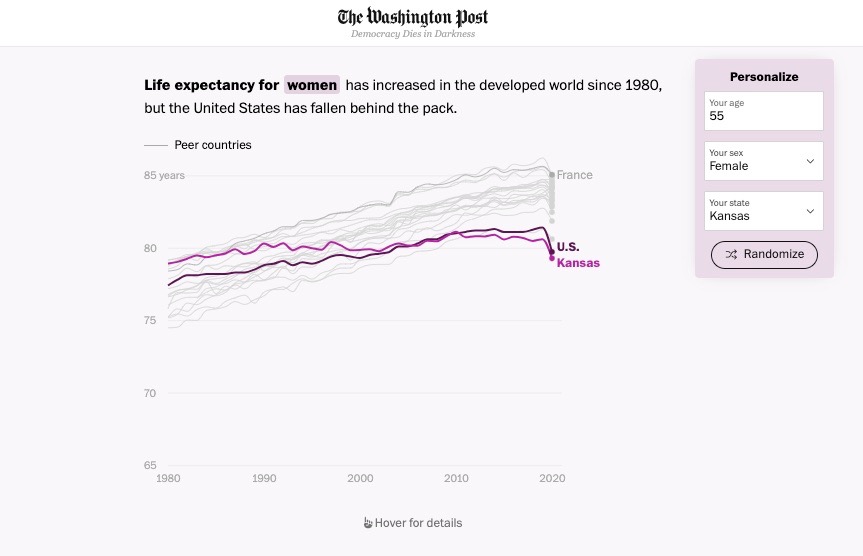 The Washington Post
Democracy Dies in Darkness
Life expectancy for women has increased in the developed world since 1980,
but the United States has fallen behind the pack.
Peer countries
85 years
France
80
U.S.
Kansas
75
70
65
1980 1990 2000 2010 2020
Hover for details
Personalize
Your age
55
Your sex
Female
Your state
Kansas
Randomize